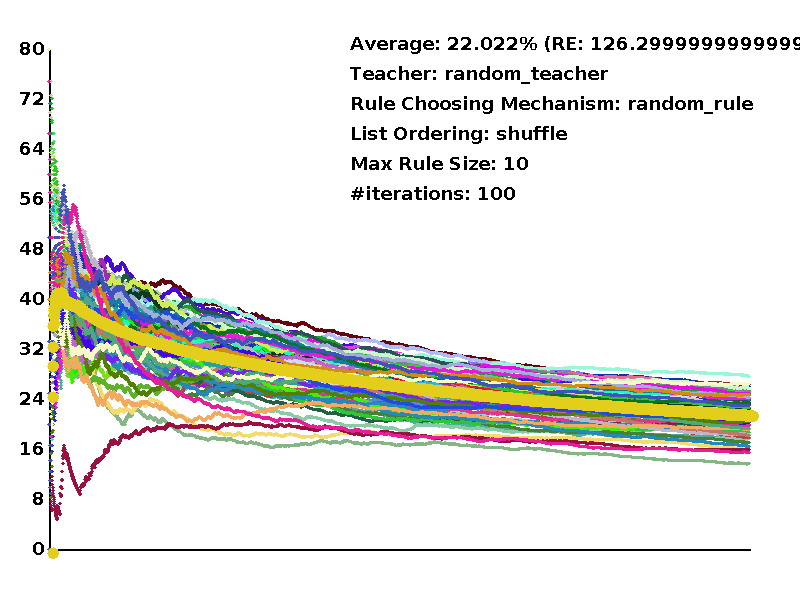 Average: 22.022% (RE: 126.2999999999999
Teacher: random_teacher
Rule Choosing Mechanism: random_rule
List Ordering: shuffle
Max Rule Size: 10
#iterations: 100
80
72
64
56
48
40
32
24
16
8
0